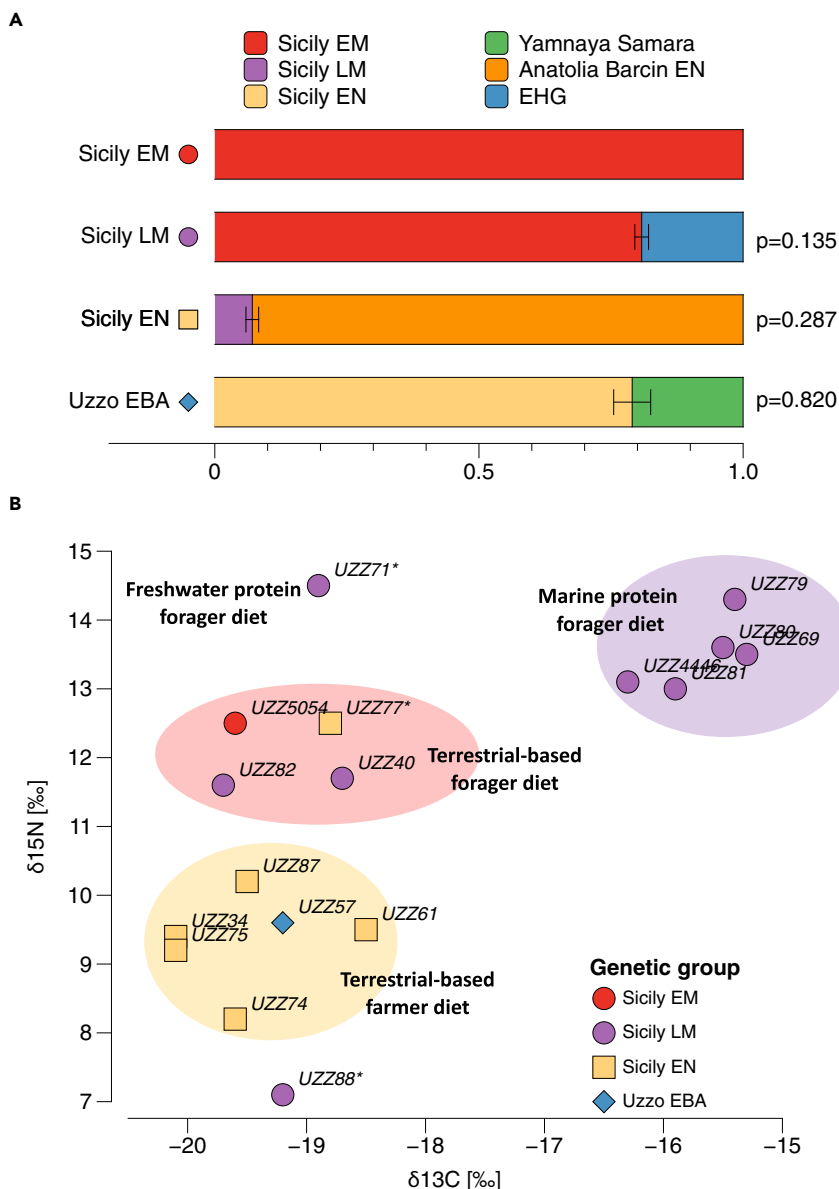 A
Sicily EM
Sicily LM
Sicily EN
Yamnaya Samara
Anatolia Barcin EN
EHG
Sicily EM
Sicily LM
p=0.135
Sicily EN
p=0.287
Uzzo EBA
p=0.820
0
0.5
1.0
B
15
14
13
12
11
10
9
8
7
δ15N [‰]
UZZ71*
Freshwater protein
forager diet
Marine protein
forager diet
UZZ79
UZZ80
UZZ69
UZZ4446
UZZ81
UZZ5054
UZZ77*
UZZ82
UZZ40
Terrestrial-based
forager diet
UZZ87
UZZ34
UZZ57
UZZ61
UZZ75
Terrestrial-based
farmer diet
UZZ74
UZZ88*
Genetic group
Sicily EM
Sicily LM
Sicily EN
Uzzo EBA
−20
−19
−18
−17
−16
−15
δ13C [‰]